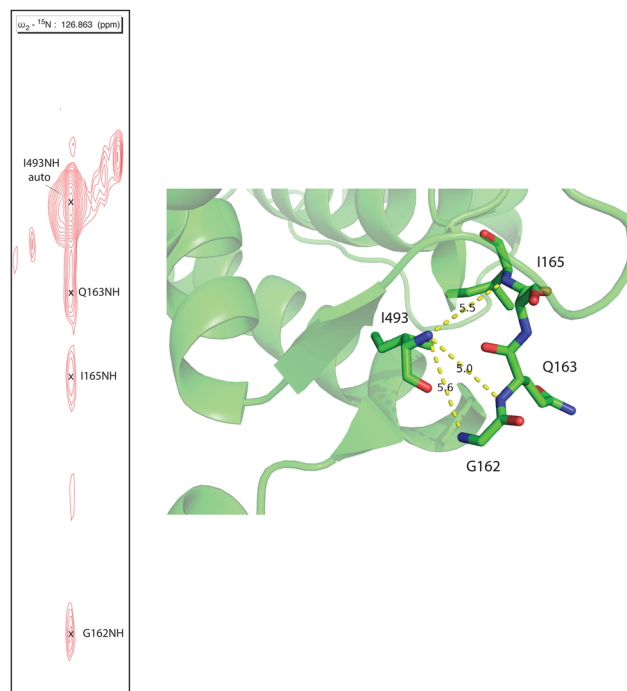 ω₂ - ¹⁵N : 126.863 (ppm)
I493NH
auto
x
x Q163NH
x I165NH
x G162NH
I165
5.5
I493
5.0
Q163
5.6
G162